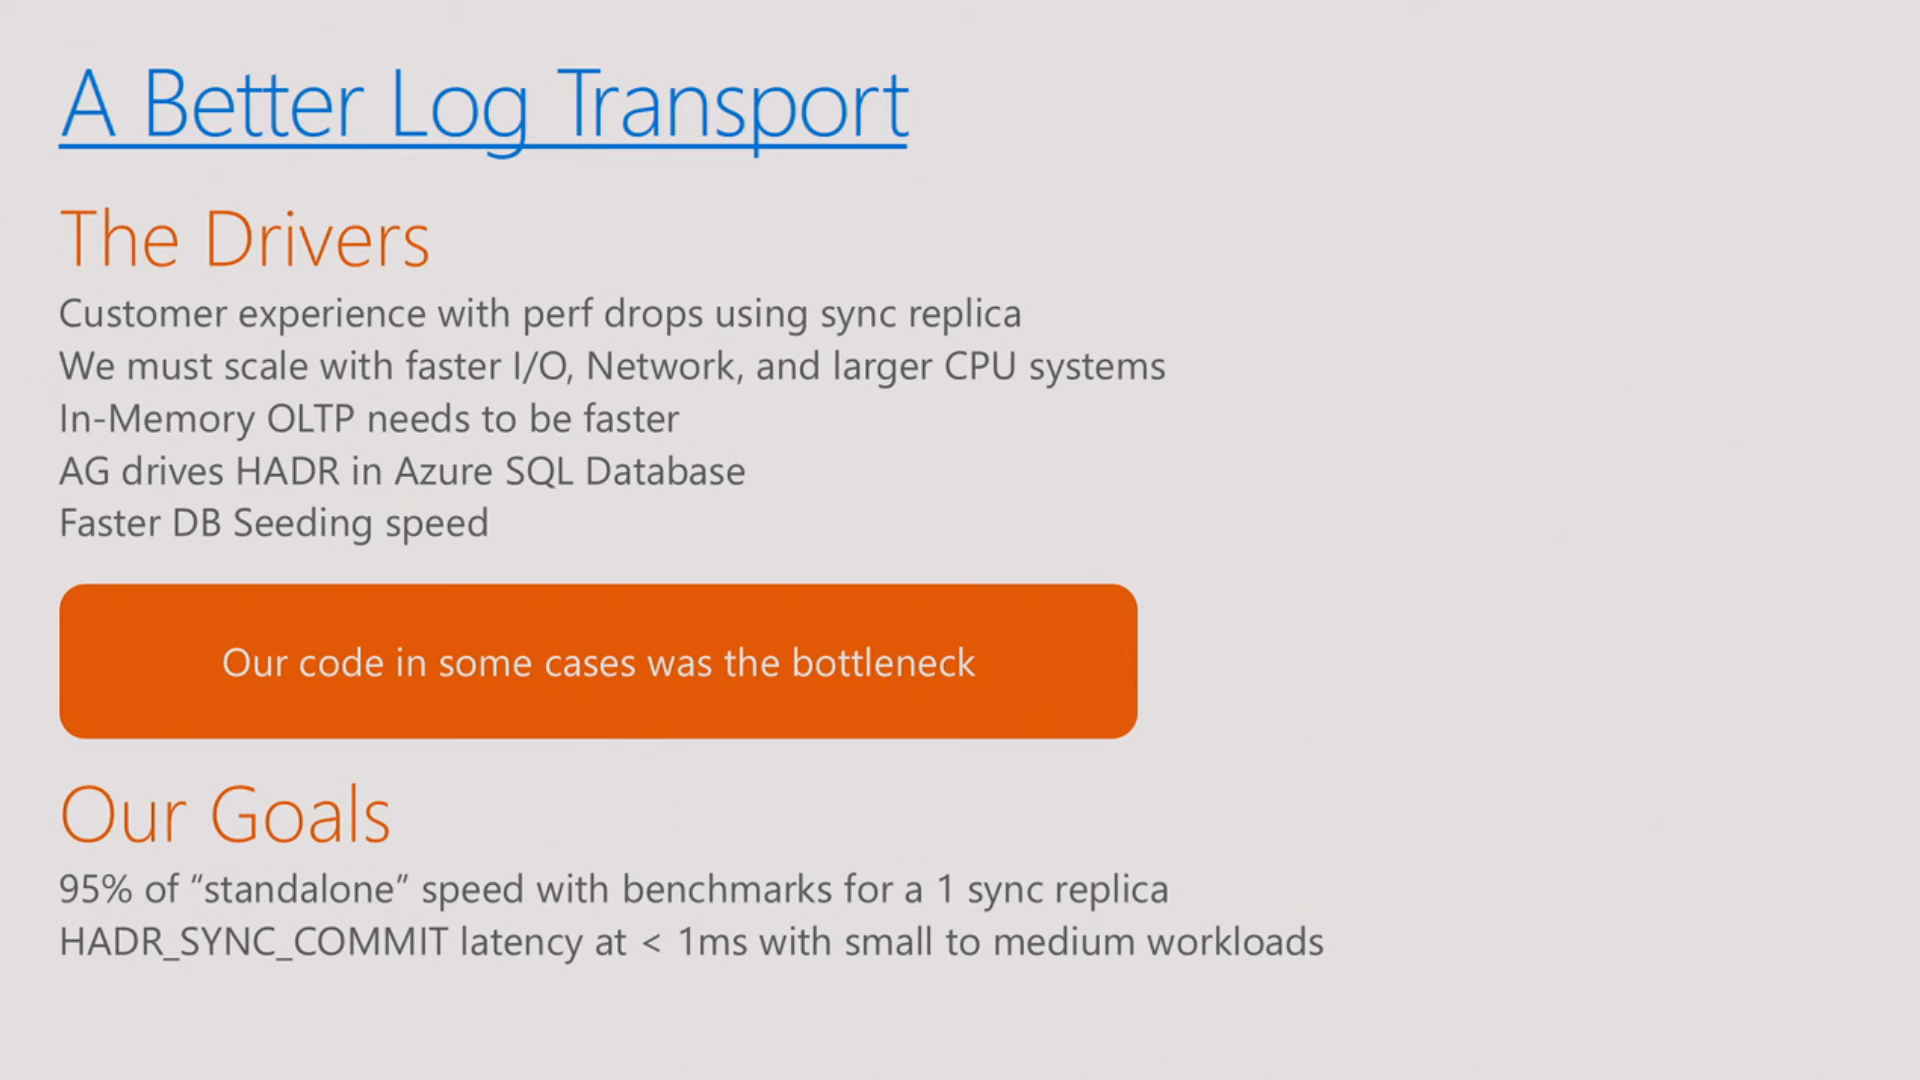 A Better Log Transport
The Drivers
Customer experience with perf drops using sync replica
We must scale with faster I/O, Network, and larger CPU systems
In-Memory OLTP needs to be faster
AG drives HADR in Azure SQL Database
Faster DB Seeding speed
Our code in some cases was the bottleneck
Our Goals
95% of “standalone” speed with benchmarks for a 1 sync replica
HADR_SYNC_COMMIT latency at < 1ms with small to medium workloads